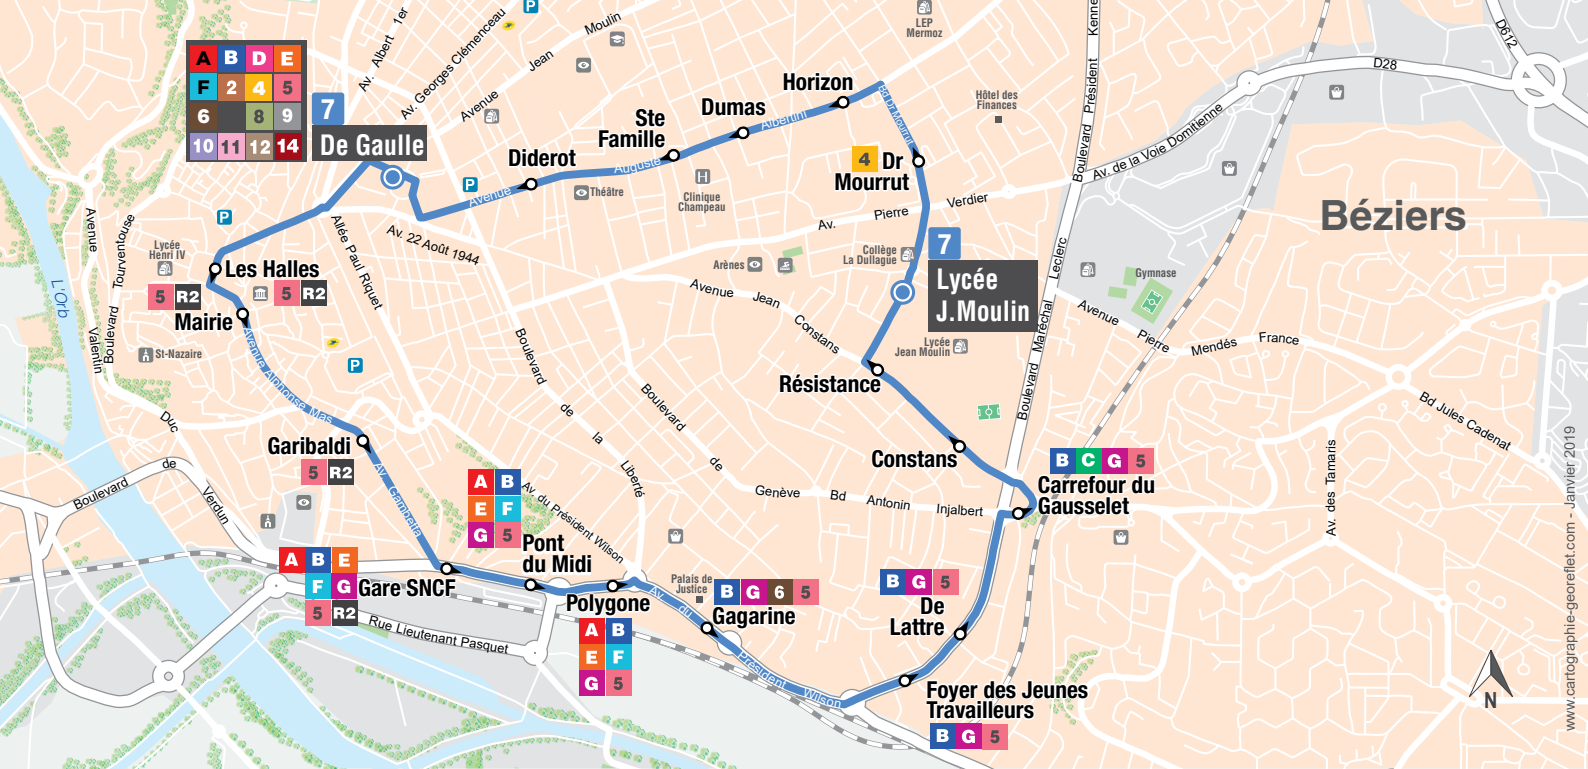 A B D E
F 2 4 5
6 8 9
10 11 12 14
7
De Gaulle
P
Av. Albert 1er
Av. Georges Clémenceau
Avenue Jean Moulin
LEP
Mermoz
D612
D28
Boulevard Président Kenne
Hôtel des
Finances
Av. de la Voie Domitienne
Horizon
Dumas
Ste
Famille
Diderot
Avenue Auguste Albertini
Bd Dr Mourrut
P
Théâtre
H
Clinique
Champeau
4
Dr
Mourrut
Av. Pierre Verdier
Béziers
P
Avenue Valentin Duc
Boulevard Tourventouse
Lycée
Henri IV
Les Halles
5 R2
5 R2
Mairie
L'Orb
St-Nazaire
P
Allée Paul Riquet
Av. 22 Août 1944
Arènes
Collège
La Dullague
7
Lycée
J.Moulin
Lycée
Jean Moulin
Boulevard Maréchal Leclerc
Gymnase
Avenue Pierre Mendés France
Bd Jules Cadenat
Avenue Jean Constans
Résistance
Constans
Avenue Alphonse Mas
Garibaldi
5 R2
Av. Gambetta
Boulevard de la Liberté
Boulevard de Genève
Bd Antonin Injalbert
B C G 5
Carrefour du
Gausselet
Av. des Tamaris
Boulevard de Verdun
A B
E F
G 5
Pont
du Midi
Av. du Président Wilson
A B E
F G
5 R2
Gare SNCF
Rue Lieutenant Pasquet
Polygone
A B
E F
G 5
Palais de
Justice
B G 6 5
Gagarine
Av. du Président Wilson
B G 5
De
Lattre
Foyer des Jeunes
Travailleurs
B G 5
N
www.cartographie-georeflet.com - Janvier 2019